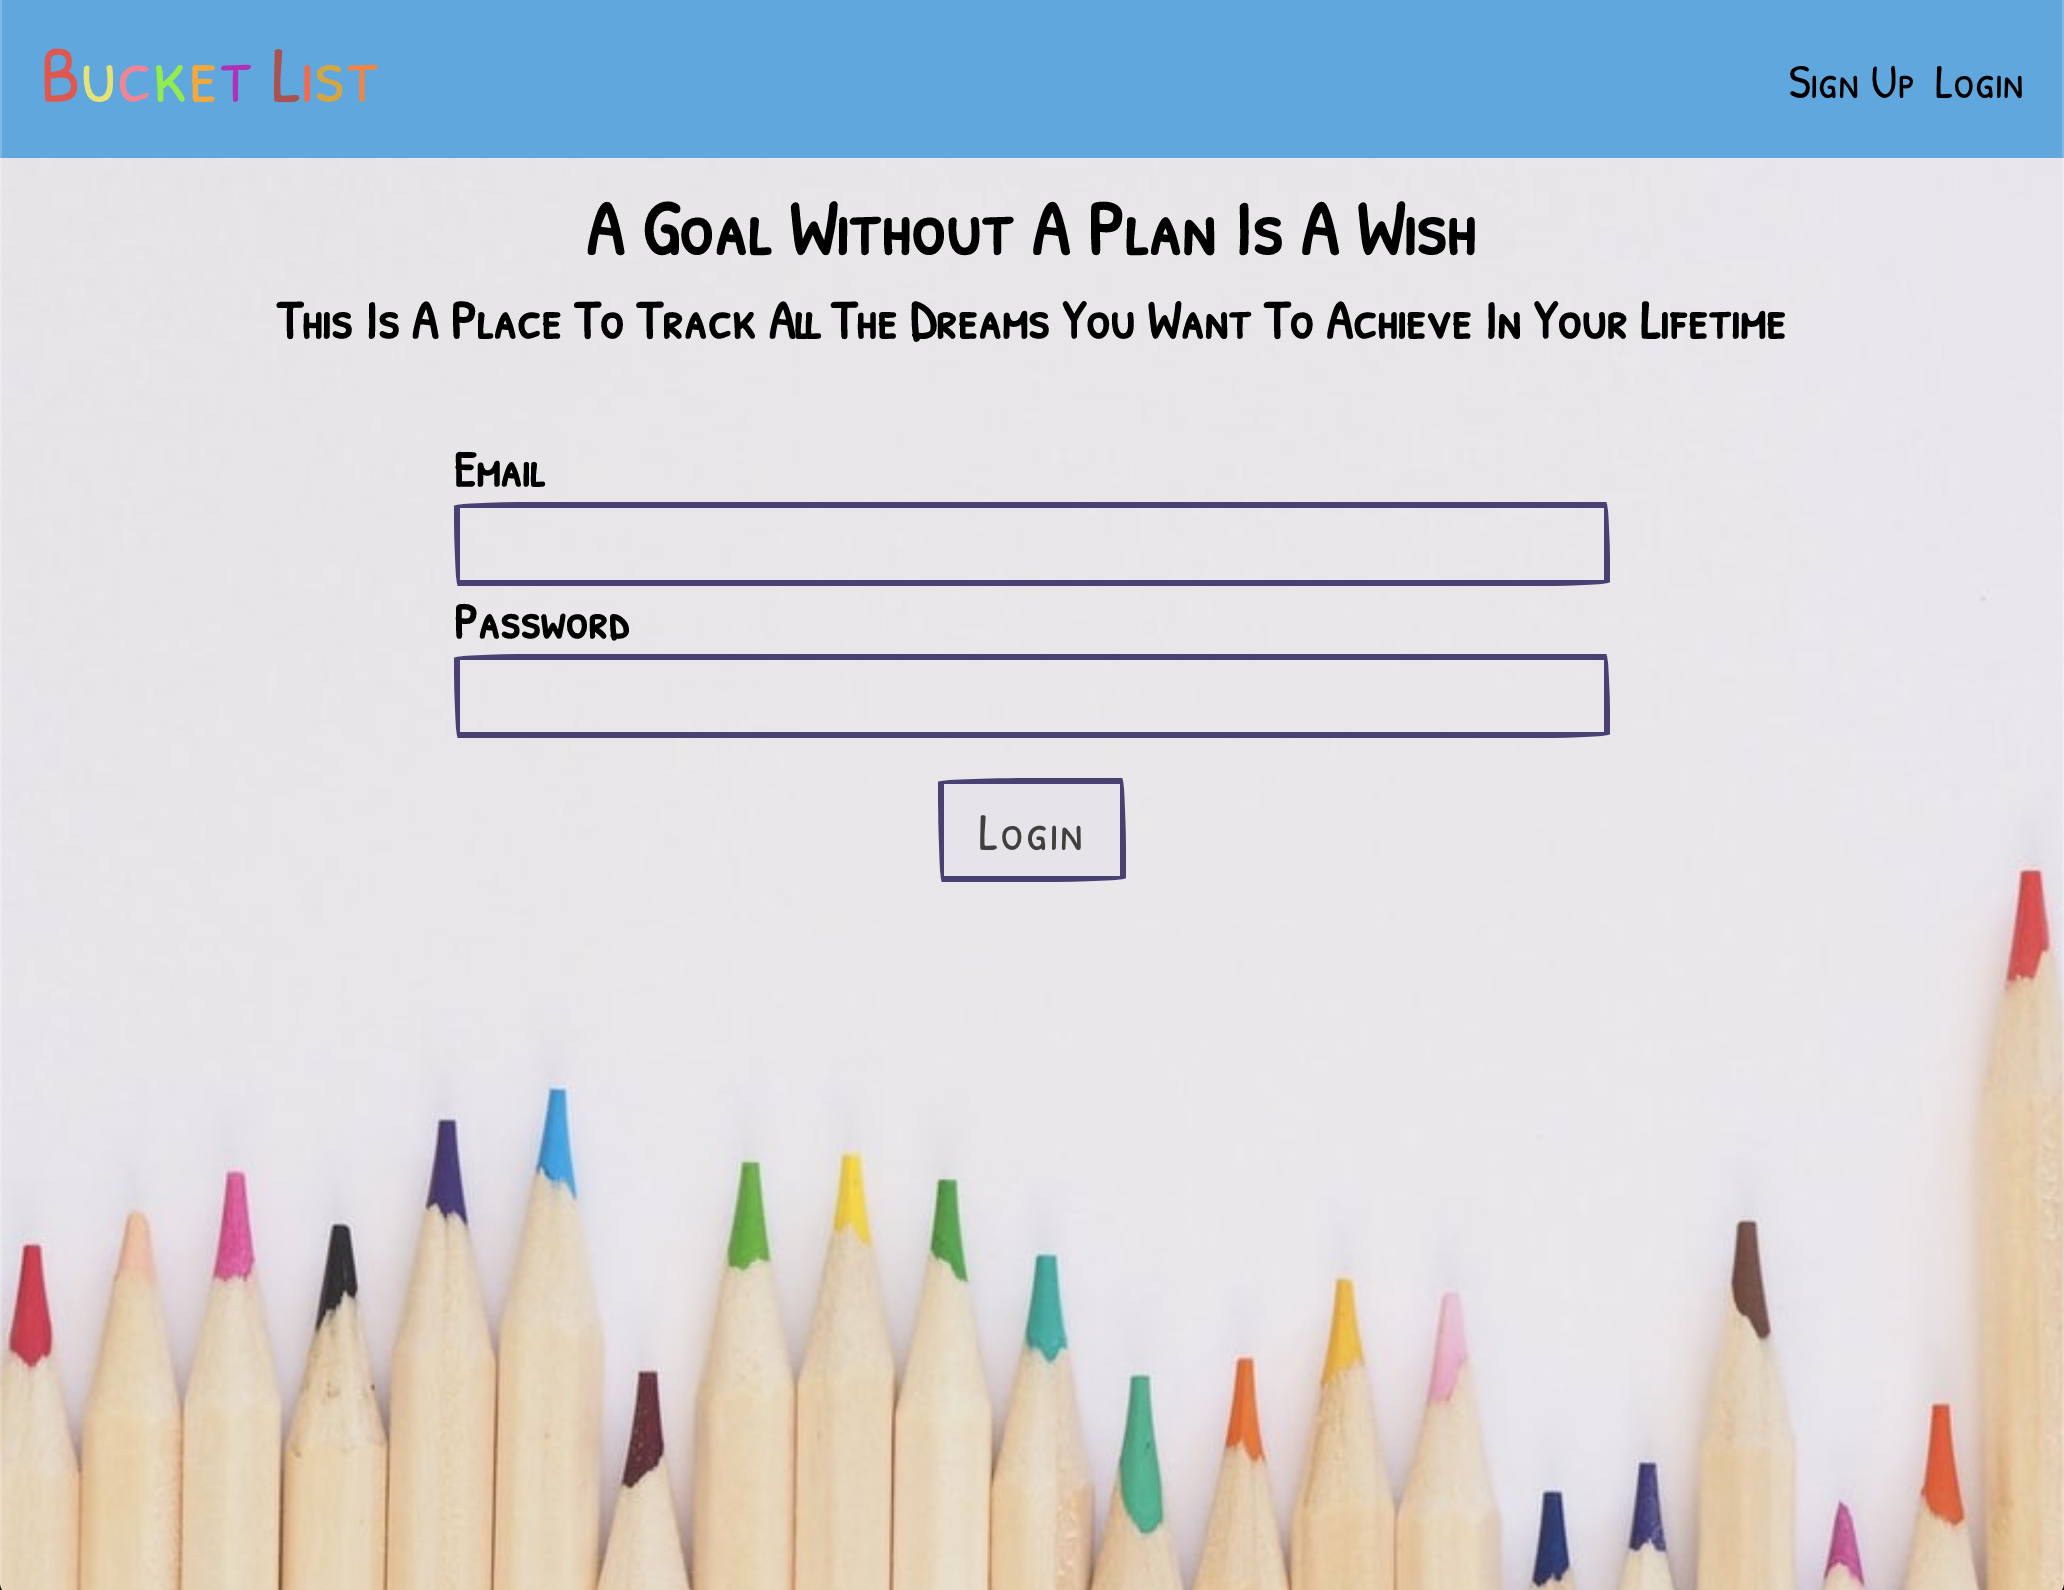 Bucket List
Sign Up Login
A Goal Without A Plan Is A Wish
This Is A Place To Track All The Dreams You Want To Achieve In Your Lifetime
Email
Password
Login